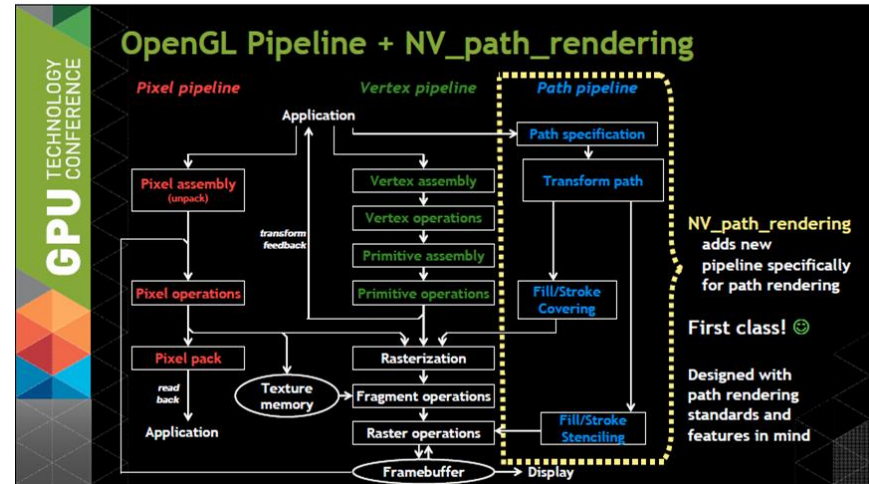 GPU TECHNOLOGY
CONFERENCE
OpenGL Pipeline + NV_path_rendering
Pixel pipeline
Vertex pipeline
Path pipeline
Application
Path specification
Pixel assembly
(unpack)
Vertex assembly
Transform path
Vertex operations
transform
feedback
Primitive assembly
Pixel operations
Primitive operations
Fill/Stroke
Covering
Pixel pack
Rasterization
read
back
Texture
memory
Fragment operations
Application
Raster operations
Fill/Stroke
Stenciling
Framebuffer
Display
NV_path_rendering
adds new
pipeline specifically
for path rendering
First class! ☺
Designed with
path rendering
standards and
features in mind